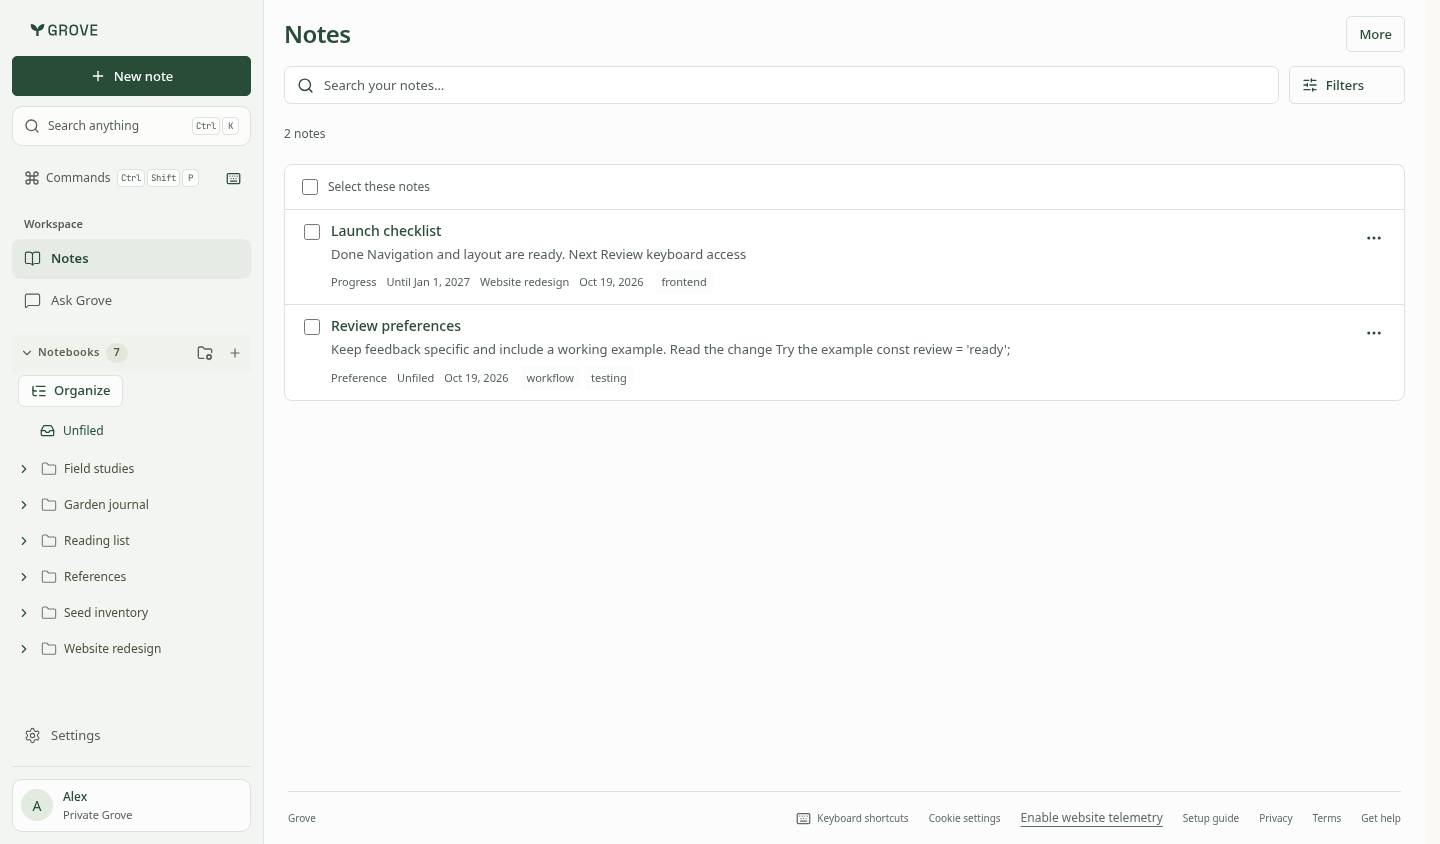 GROVE
New note
Search anything Ctrl K
Commands Ctrl Shift P
Workspace
Notes
Ask Grove
Notebooks 7
Organize
Unfiled
Field studies
Garden journal
Reading list
References
Seed inventory
Website redesign
Settings
A
Alex
Private Grove
Notes
More
Search your notes...
Filters
2 notes
Select these notes
Launch checklist
Done Navigation and layout are ready. Next Review keyboard access
Progress Until Jan 1, 2027 Website redesign Oct 19, 2026 frontend
Review preferences
Keep feedback specific and include a working example. Read the change Try the example const review = 'ready';
Preference Unfiled Oct 19, 2026 workflow testing
Grove
Keyboard shortcuts Cookie settings Enable website telemetry Setup guide Privacy Terms Get help